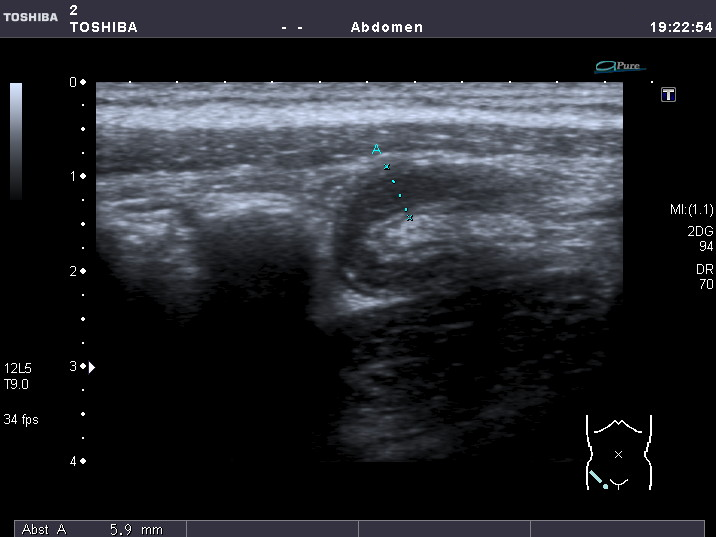 TOSHIBA
2
TOSHIBA - - Abdomen 19:22:54
Pure
T
0
A
1
MI:(1.1)
2DG
94
DR
70
2
3
12L5
T9.0
34 fps
4
Abst A 5.9 mm